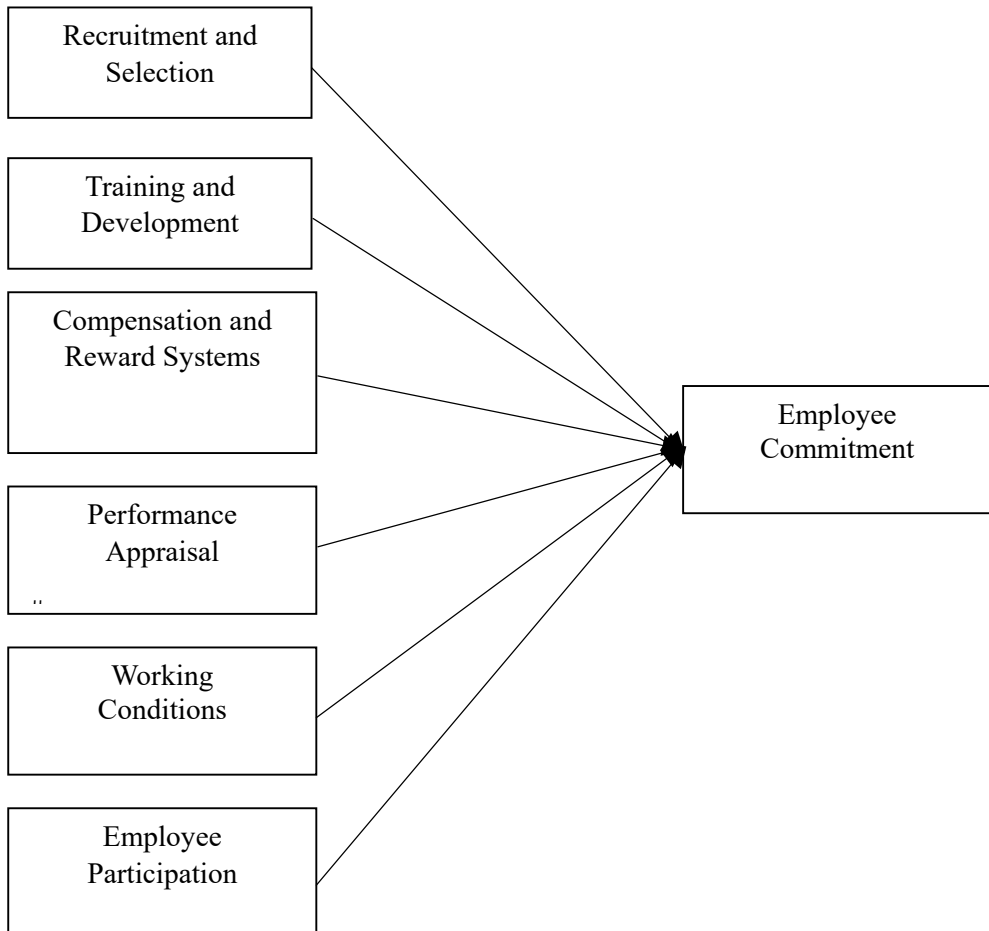 Recruitment and
Selection
Training and
Development
Compensation and
Reward Systems
Employee
Commitment
Performance
Appraisal
Working
Conditions
Employee
Participation